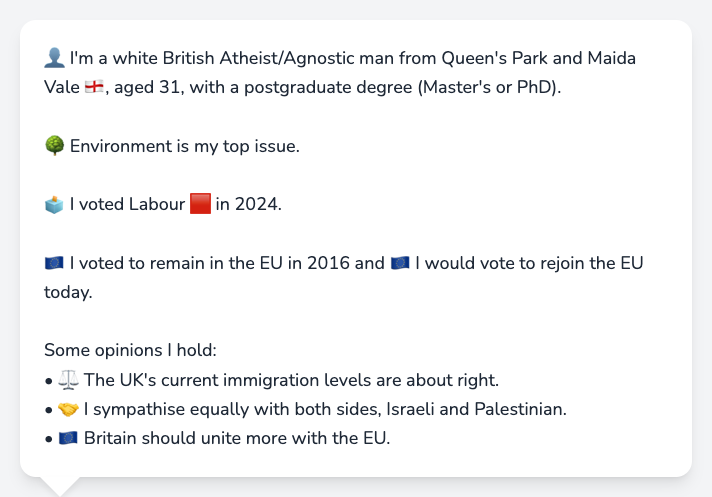 👤 I'm a white British Atheist/Agnostic man from Queen's Park and Maida
Vale 🏴󠁧󠁢󠁥󠁮󠁧󠁿, aged 31, with a postgraduate degree (Master's or PhD).
🌳 Environment is my top issue.
🗳️ I voted Labour 🟥 in 2024.
🇪🇺 I voted to remain in the EU in 2016 and 🇪🇺 I would vote to rejoin the EU
today.
Some opinions I hold:
• ⚖️ The UK's current immigration levels are about right.
• 🤝 I sympathise equally with both sides, Israeli and Palestinian.
• 🇪🇺 Britain should unite more with the EU.